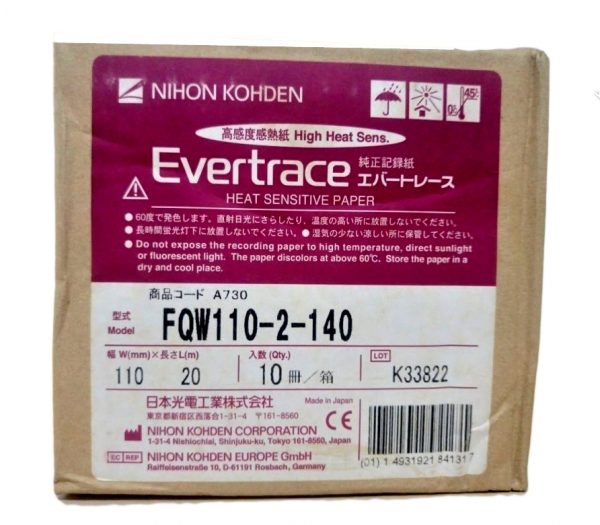 NIHON KOHDEN
45℃
0℃
高感度感熱紙 High Heat Sens.
Evertrace 純正記録紙 エバートレース
HEAT SENSITIVE PAPER
●60度で発色します。直射日光にさらしたり、温度の高い所に放置しないでください。
●長時間蛍光灯下に放置しないでください。●湿気の少ない涼しい所に保管してください。
●Do not expose the recording paper to high temperature, direct sunlight
or fluorescent light. The paper discolors at above 60℃. Store the paper in a
dry and cool place.
商品コード A730
型式 Model FQW110-2-140
幅 W(mm)×長さL(m) 入数 (Qty.) LOT
110 20 10冊/箱 K33822
日本光電工業株式会社 Made in Japan
東京都新宿区西落合1-31-4 〒161-8560
NIHON KOHDEN CORPORATION CE
1-31-4 Nishiochiai, Shinjuku-ku, Tokyo 161-8560, Japan
EC REP NIHON KOHDEN EUROPE GmbH
Raiffeisenstraße 10, D-61191 Rosbach, Germany
(01) 1 4931921 84131 7